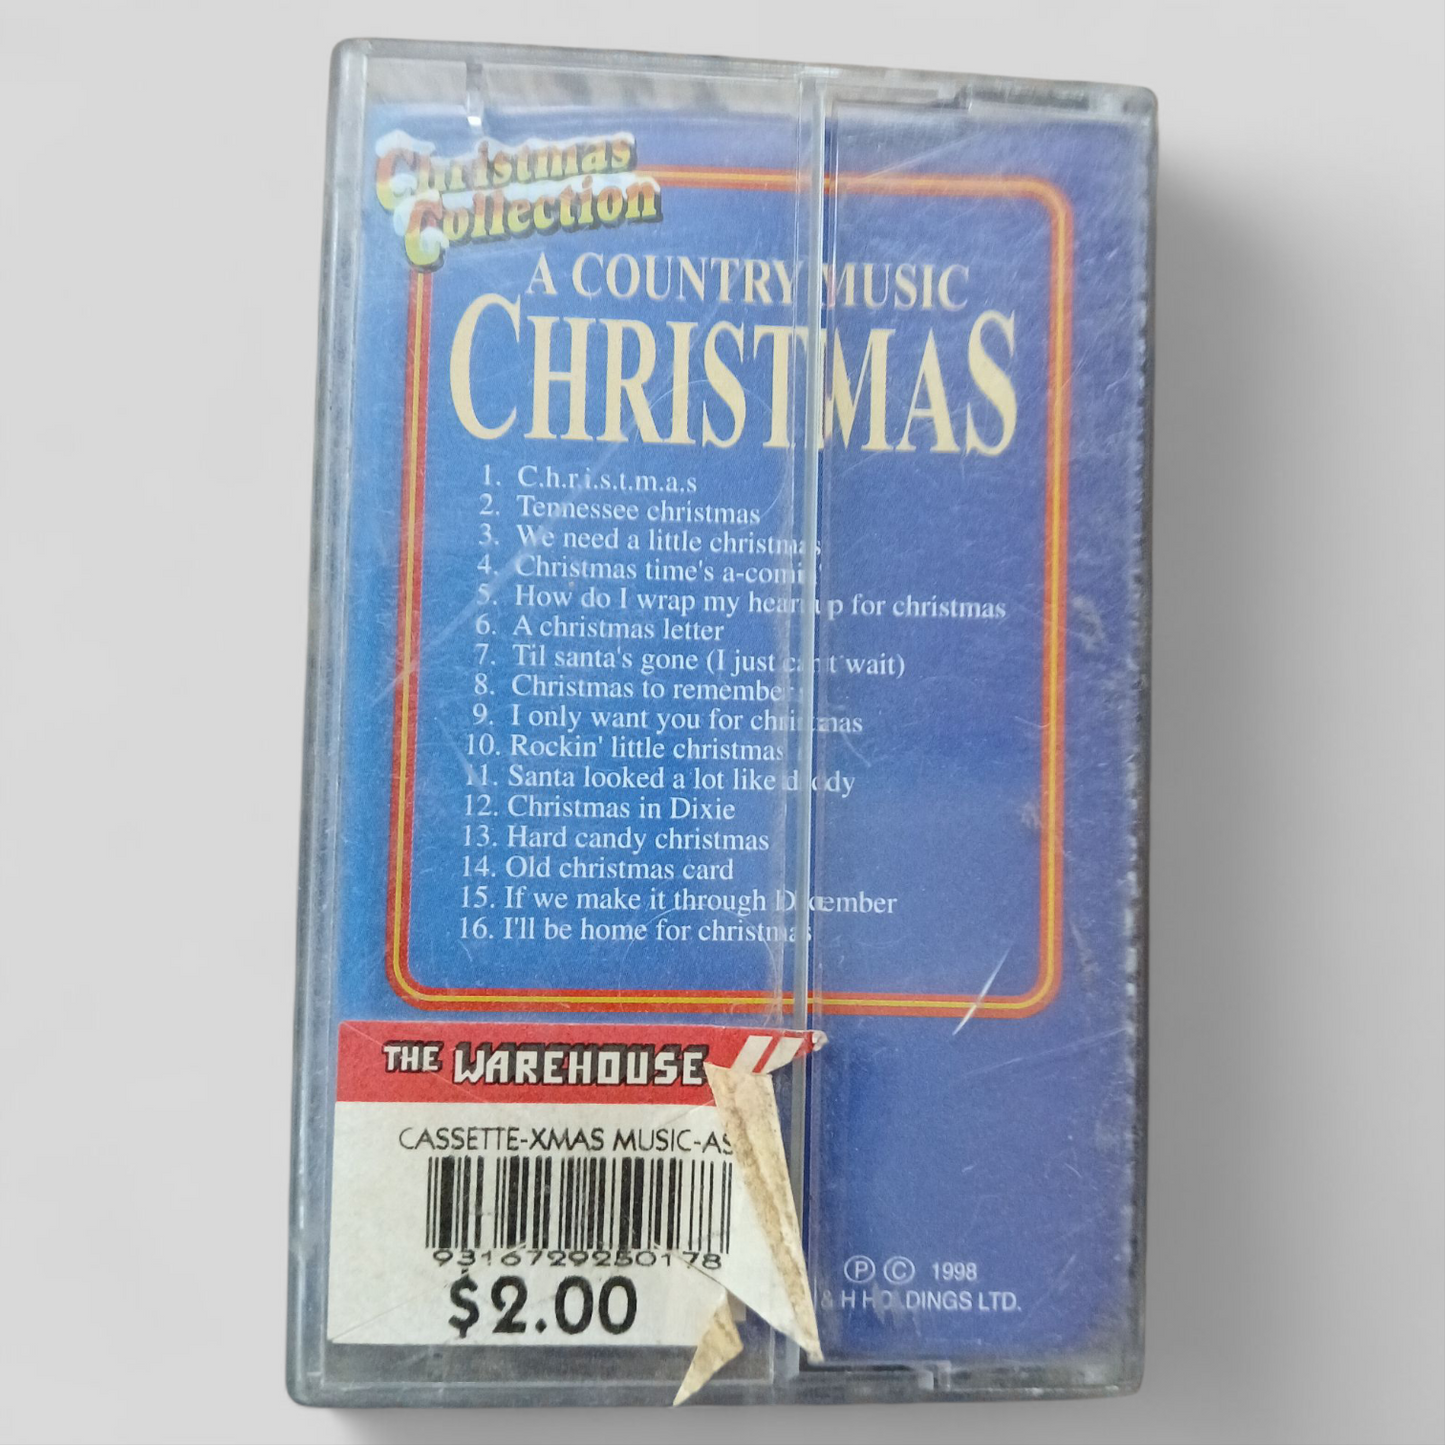 Christmas
Collection
A COUNTRY MUSIC
CHRISTMAS
1. C.h.r.i.s.t.m.a.s
2. Tennessee christmas
3. We need a little christmas
4. Christmas time's a-comin'
5. How do I wrap my heart up for christmas
6. A christmas letter
7. Til santa's gone (I just can't wait)
8. Christmas to remember
9. I only want you for christmas
10. Rockin' little christmas
11. Santa looked a lot like daddy
12. Christmas in Dixie
13. Hard candy christmas
14. Old christmas card
15. If we make it through December
16. I'll be home for christmas
THE WAREHOUSE
CASSETTE-XMAS MUSIC-AS
9316729250178
$2.00
Ⓟ © 1998
& H HOLDINGS LTD.